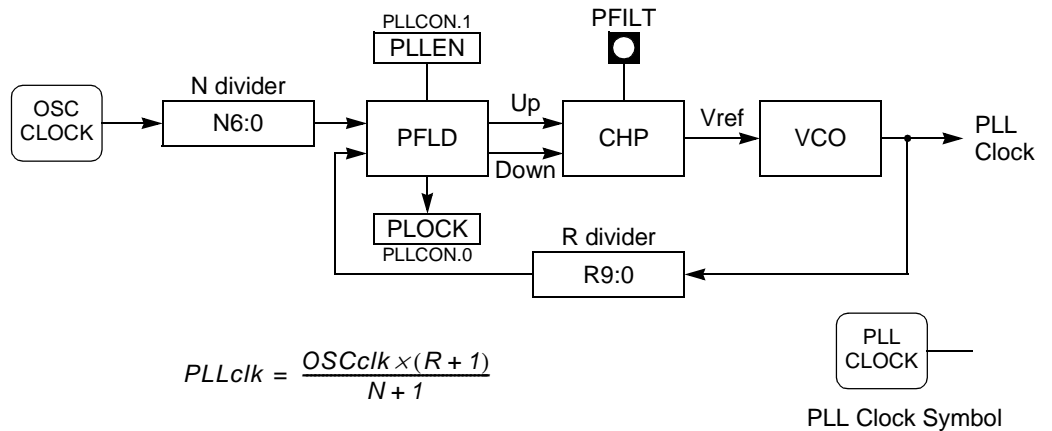 PLLCON.1
PLLEN
PFILT
OSC
CLOCK
N divider
N6:0
PFLD
Up
Down
CHP
Vref
VCO
PLL
Clock
PLOCK
PLLCON.0
R divider
R9:0
PLLclk = OSCclk × (R + 1)
N + 1
PLL
CLOCK
PLL Clock Symbol